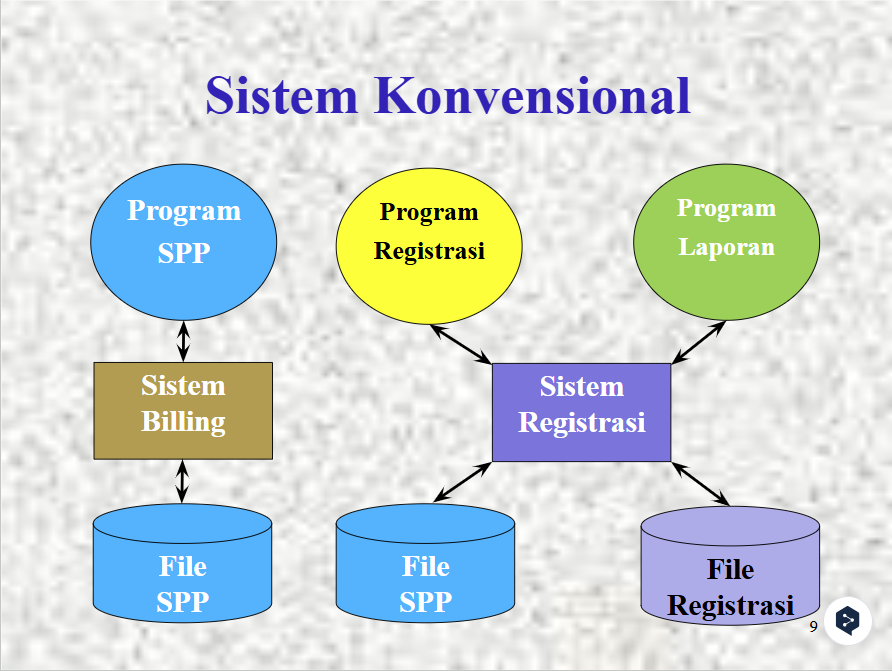 Sistem Konvensional
Program
SPP
Program
Registrasi
Program
Laporan
Sistem
Billing
Sistem
Registrasi
File
SPP
File
SPP
File
Registrasi
9